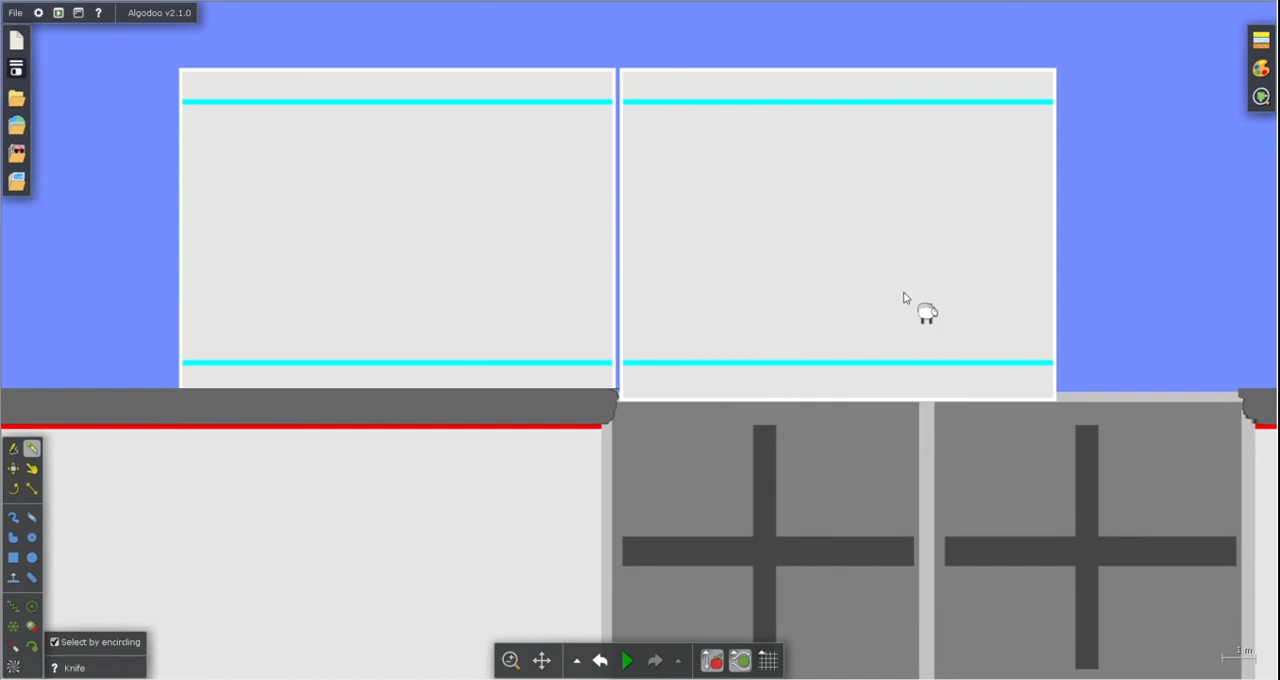 File ? Algodoo v2.1.0
Select by encircling
? Knife
1 m